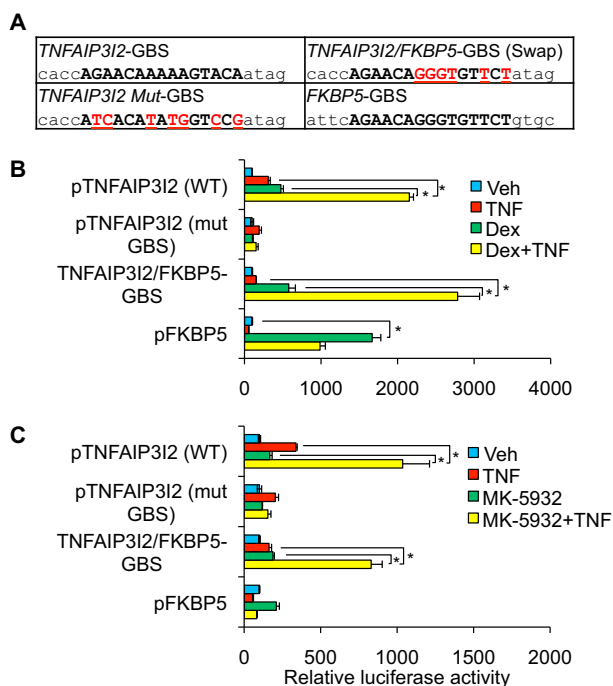 A
TNFAIP3I2-GBS
caccAGAACAAAAAGTACAatag
TNFAIP3I2/FKBP5-GBS (Swap)
caccAGAACAGGGTGTTCTatag
TNFAIP3I2 Mut-GBS
caccATCACATATGGTCCGatag
FKBP5-GBS
attcAGAACAGGGTGTTCTgtgc
B
pTNFAIP3I2 (WT)
pTNFAIP3I2 (mut
GBS)
TNFAIP3I2/FKBP5-
GBS
pFKBP5
* *
* *
*
Veh
TNF
Dex
Dex+TNF
0 1000 2000 3000 4000
C
pTNFAIP3I2 (WT)
pTNFAIP3I2 (mut
GBS)
TNFAIP3I2/FKBP5-
GBS
pFKBP5
* *
* *
Veh
TNF
MK-5932
MK-5932+TNF
0 500 1000 1500 2000
Relative luciferase activity